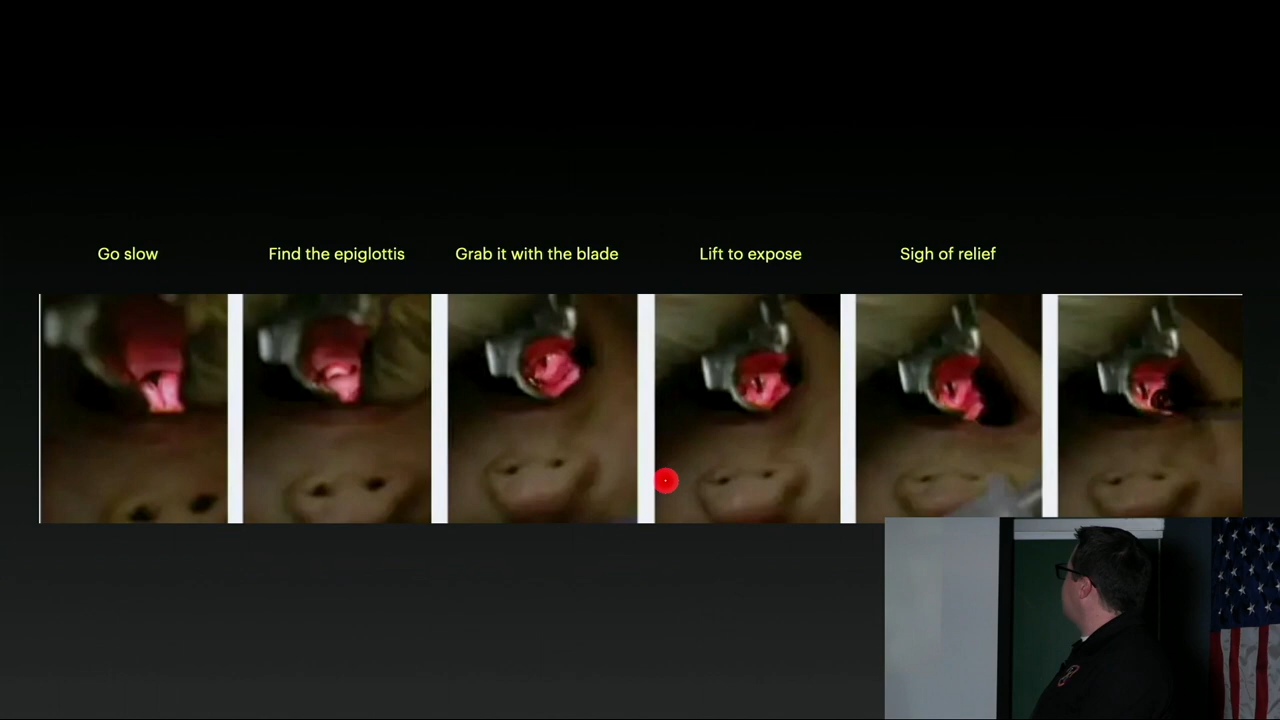 Go slow
Find the epiglottis
Grab it with the blade
Lift to expose
Sigh of relief